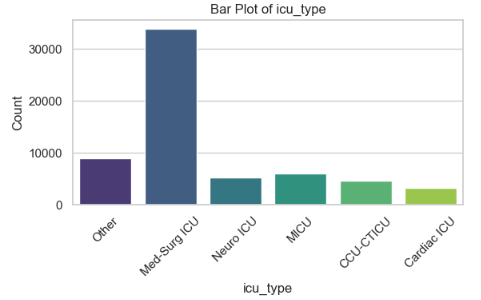 Bar Plot of icu_type
Count
30000
20000
10000
0
Other
Med-Surg ICU
Neuro ICU
MICU
CCU-CTICU
Cardiac ICU
icu_type